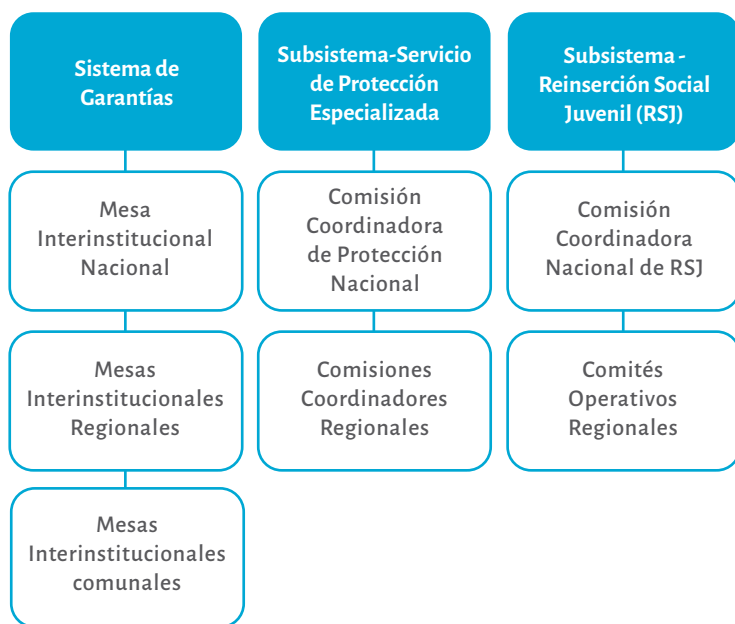 Sistema de
Garantías
Mesa
Interinstitucional
Nacional
Mesas
Interinstitucionales
Regionales
Mesas
Interinstitucionales
comunales
Subsistema-Servicio
de Protección
Especializada
Comisión
Coordinadora
de Protección
Nacional
Comisiones
Coordinadores
Regionales
Subsistema -
Reinserción Social
Juvenil (RSJ)
Comisión
Coordinadora
Nacional de RSJ
Comités
Operativos
Regionales